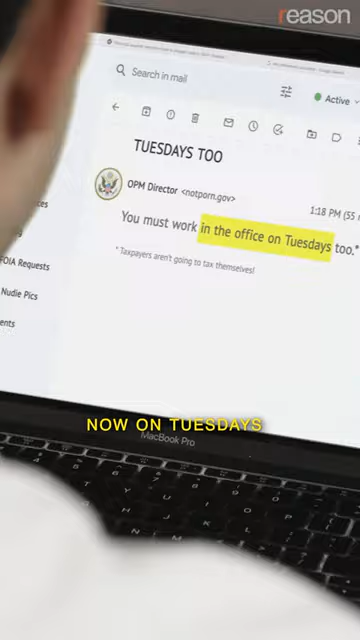 reason
Search in mail
Active
TUESDAYS TOO
OPM Director <notporn.gov>
1:18 PM (55
You must work in the office on Tuesdays too.*
* Taxpayers aren't going to tax themselves!
FOIA Requests
Nudie Pics
NOW ON TUESDAYS
MacBook Pro